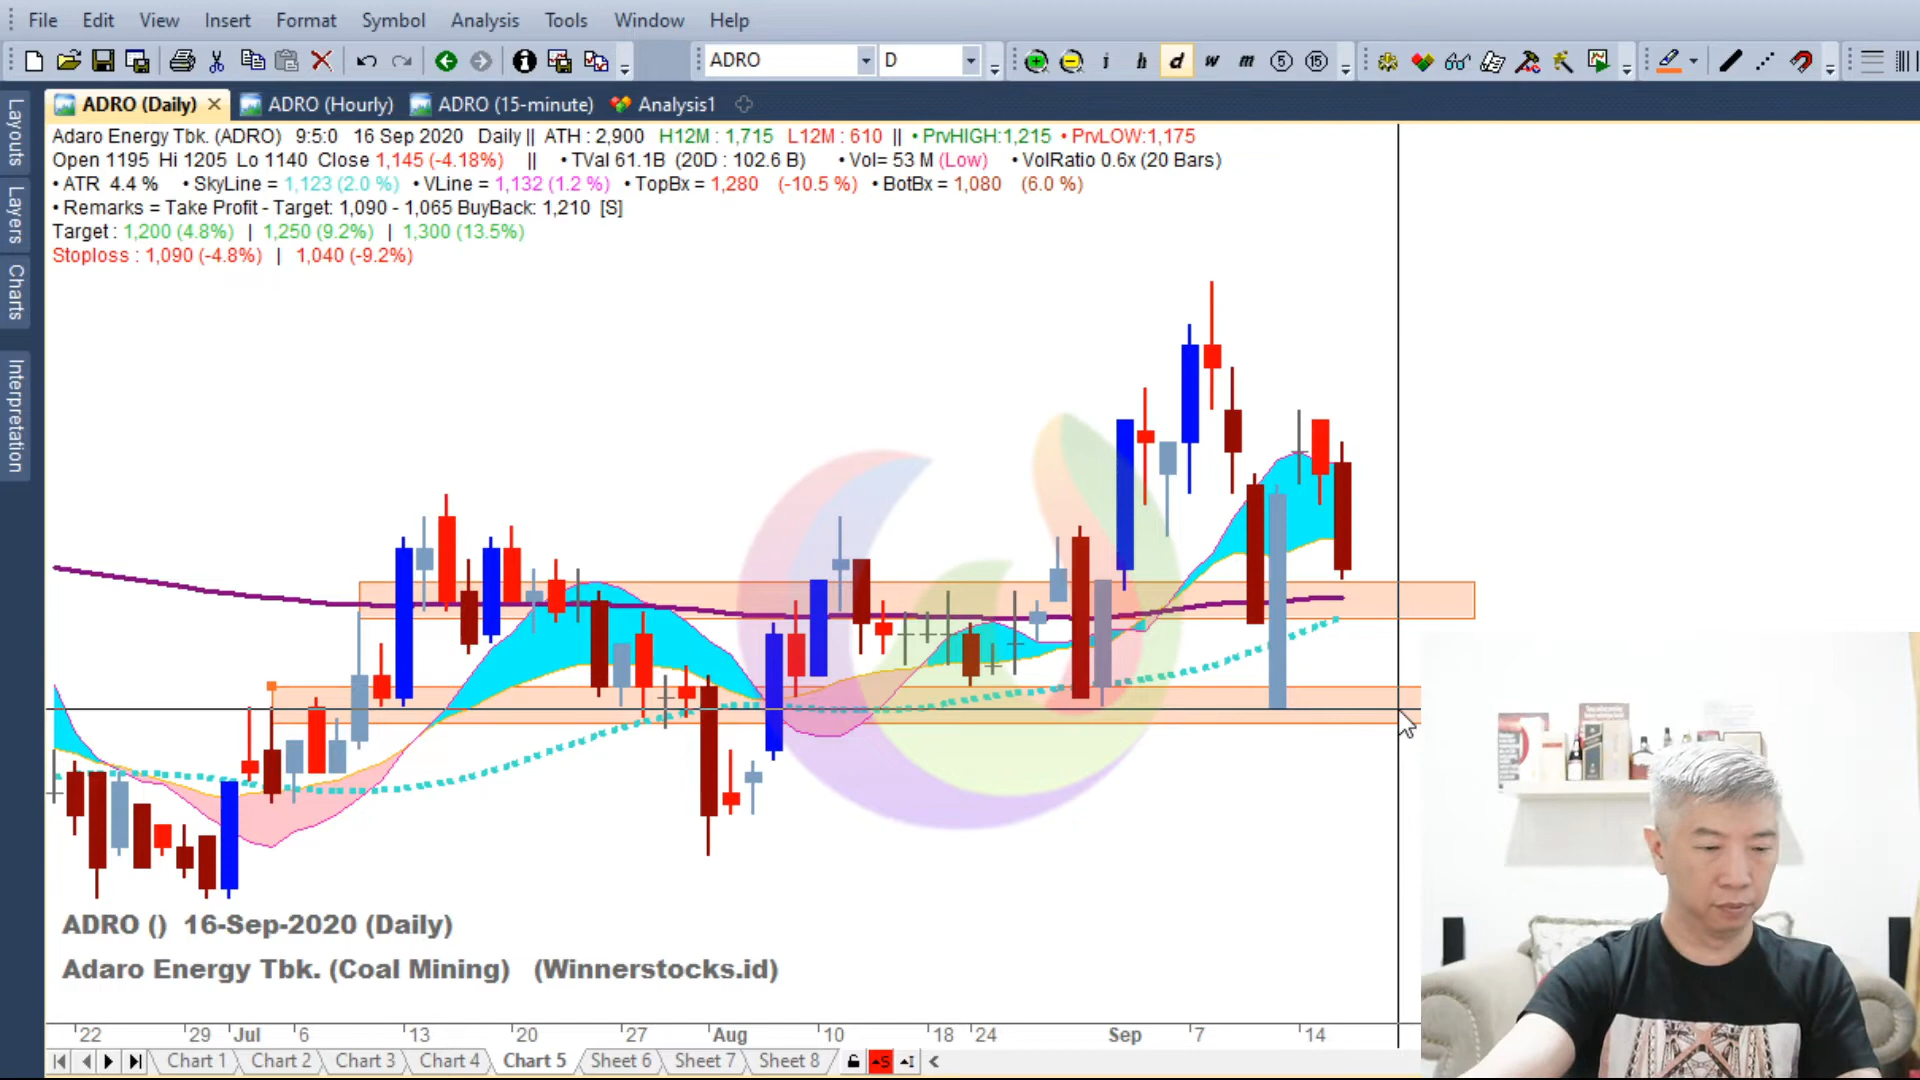 File Edit View Insert Format Symbol Analysis Tools Window Help
ADRO D i h d w m 5 15
ADRO (Daily) ADRO (Hourly) ADRO (15-minute) Analysis1
Layouts
Layers
Charts
Interpretation
Adaro Energy Tbk. (ADRO) 9:5:0 16 Sep 2020 Daily || ATH : 2,900 H12M : 1,715 L12M : 610 || • PrvHIGH:1,215 • PrvLOW:1,175
Open 1195 Hi 1205 Lo 1140 Close 1,145 (-4.18%) || • TVal 61.1B (20D : 102.6 B) • Vol= 53 M (Low) • VolRatio 0.6x (20 Bars)
• ATR 4.4 % • SkyLine = 1,123 (2.0 %) • VLine = 1,132 (1.2 %) • TopBx = 1,280 (-10.5 %) • BotBx = 1,080 (6.0 %)
• Remarks = Take Profit - Target: 1,090 - 1,065 BuyBack: 1,210 [S]
Target : 1,200 (4.8%) | 1,250 (9.2%) | 1,300 (13.5%)
Stoploss : 1,090 (-4.8%) | 1,040 (-9.2%)
ADRO () 16-Sep-2020 (Daily)
Adaro Energy Tbk. (Coal Mining) (Winnerstocks.id)
22 29 Jul 6 13 20 27 Aug 10 18 24 Sep 7 14
Chart 1 Chart 2 Chart 3 Chart 4 Chart 5 Sheet 6 Sheet 7 Sheet 8 S I